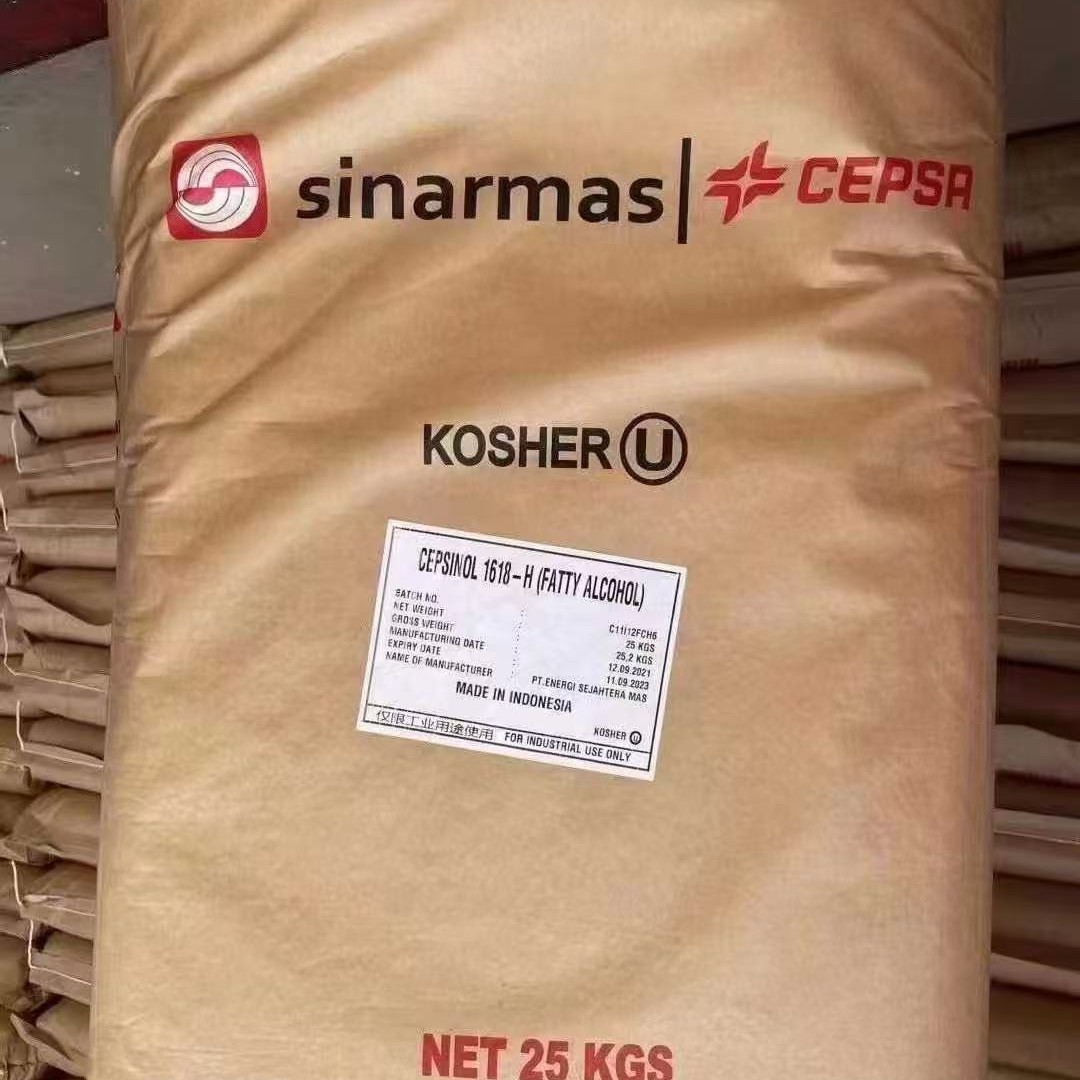 sinarmas | CEPSA
KOSHER U
CEPSINOL 1618-H (FATTY ALCOHOL)
BATCH NO. : C11I12FCH6
NET WEIGHT : 25 KGS
GROSS WEIGHT : 25,2 KGS
MANUFACTURING DATE : 12.09.2021
EXPIRY DATE : 11.09.2023
NAME OF MANUFACTURER : PT.ENERGI SEJAHTERA MAS
MADE IN INDONESIA
KOSHER U
仅限工业用途使用 FOR INDUSTRIAL USE ONLY
NET 25 KGS